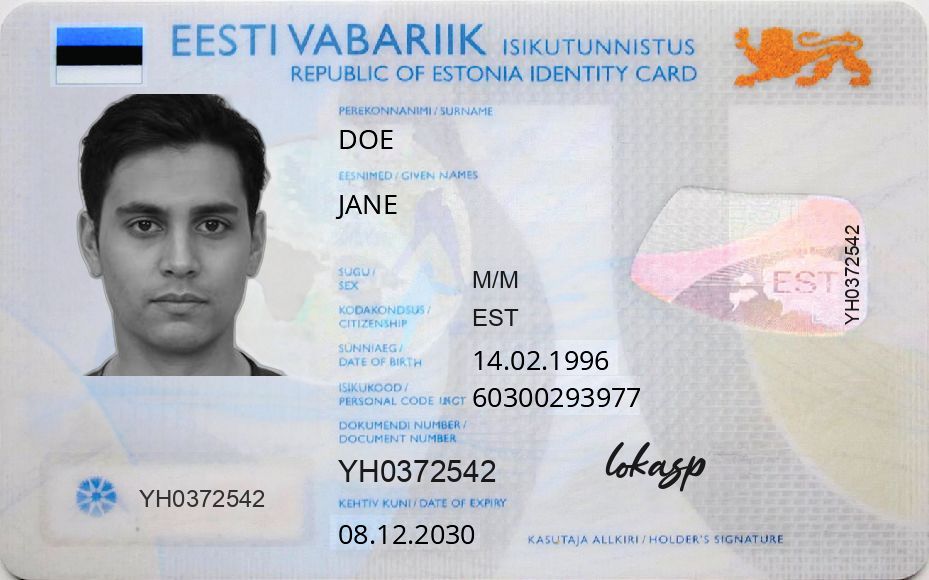 EESTI VABARIIK ISIKUTUNNISTUS
REPUBLIC OF ESTONIA IDENTITY CARD
PEREKONNANIMI / SURNAME
DOE
EESNIMED / GIVEN NAMES
JANE
SUGU /
SEX
M/M
KODAKONDSUS /
CITIZENSHIP
EST
SÜNNIAEG /
DATE OF BIRTH
14.02.1996
ISIKUKOOD /
PERSONAL CODE
60300293977
DOKUMENDI NUMBER /
DOCUMENT NUMBER
YH0372542
KEHTIV KUNI / DATE OF EXPIRY
08.12.2030
YH0372542
EST
YH0372542
lokasp
KASUTAJA ALLKIRI / HOLDER'S SIGNATURE